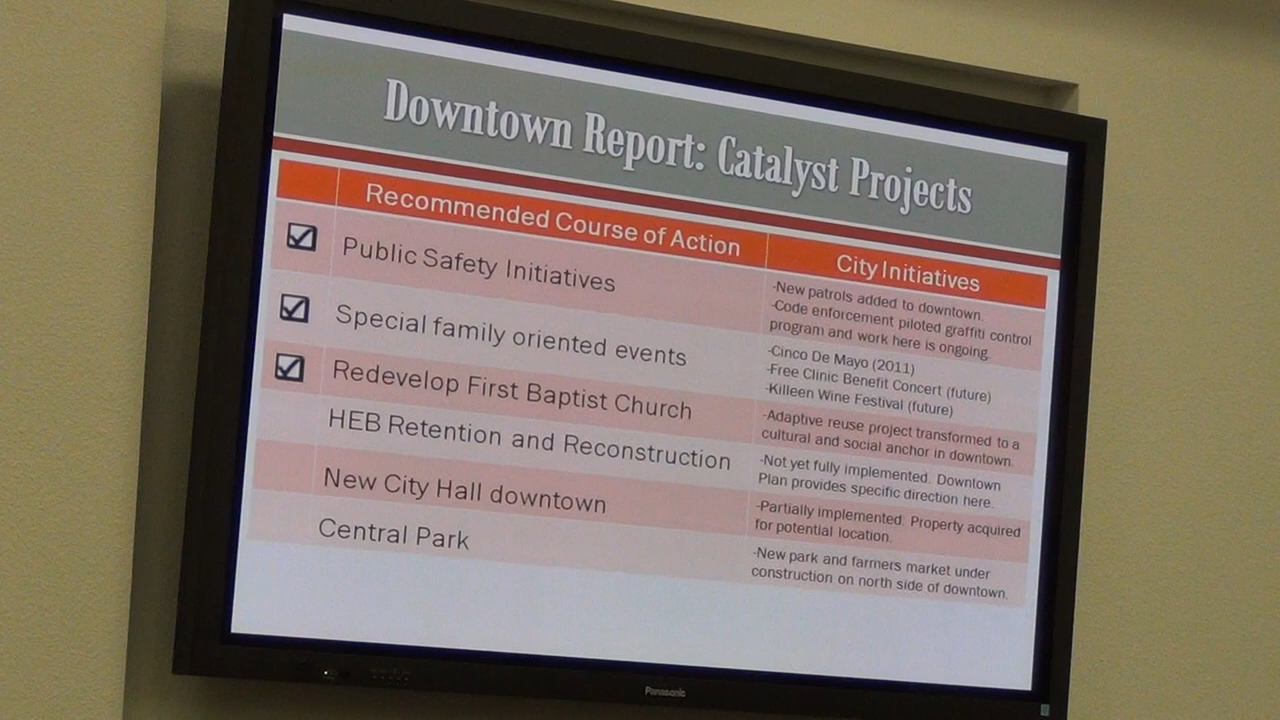 Downtown Report: Catalyst Projects
Recommended Course of Action
City Initiatives
Public Safety Initiatives
-New patrols added to downtown.
-Code enforcement piloted graffiti control
program and work here is ongoing.
Special family oriented events
-Cinco De Mayo (2011)
-Free Clinic Benefit Concert (future)
-Killeen Wine Festival (future)
Redevelop First Baptist Church
-Adaptive reuse project transformed to a
cultural and social anchor in downtown.
HEB Retention and Reconstruction
-Not yet fully implemented. Downtown
Plan provides specific direction here.
New City Hall downtown
-Partially implemented: Property acquired
for potential location.
Central Park
-New park and farmers market under
construction on north side of downtown.
Panasonic